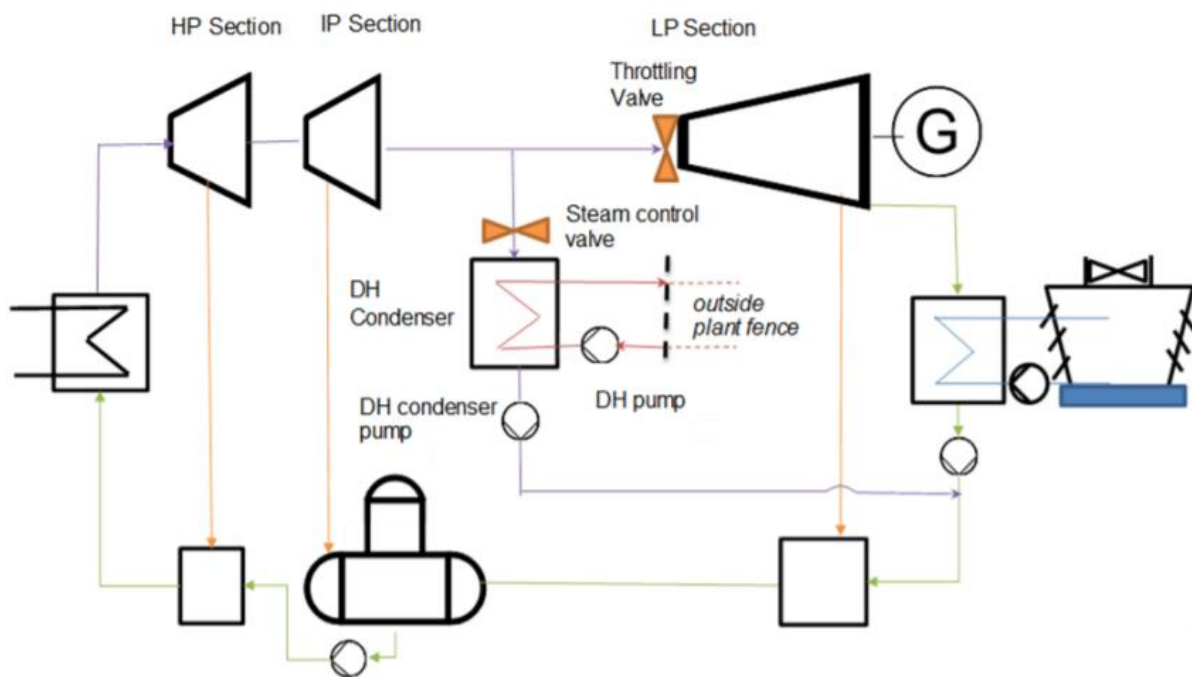 HP Section
IP Section
LP Section
Throttling
Valve
G
Steam control
valve
DH
Condenser
outside
plant fence
DH condenser
pump
DH pump